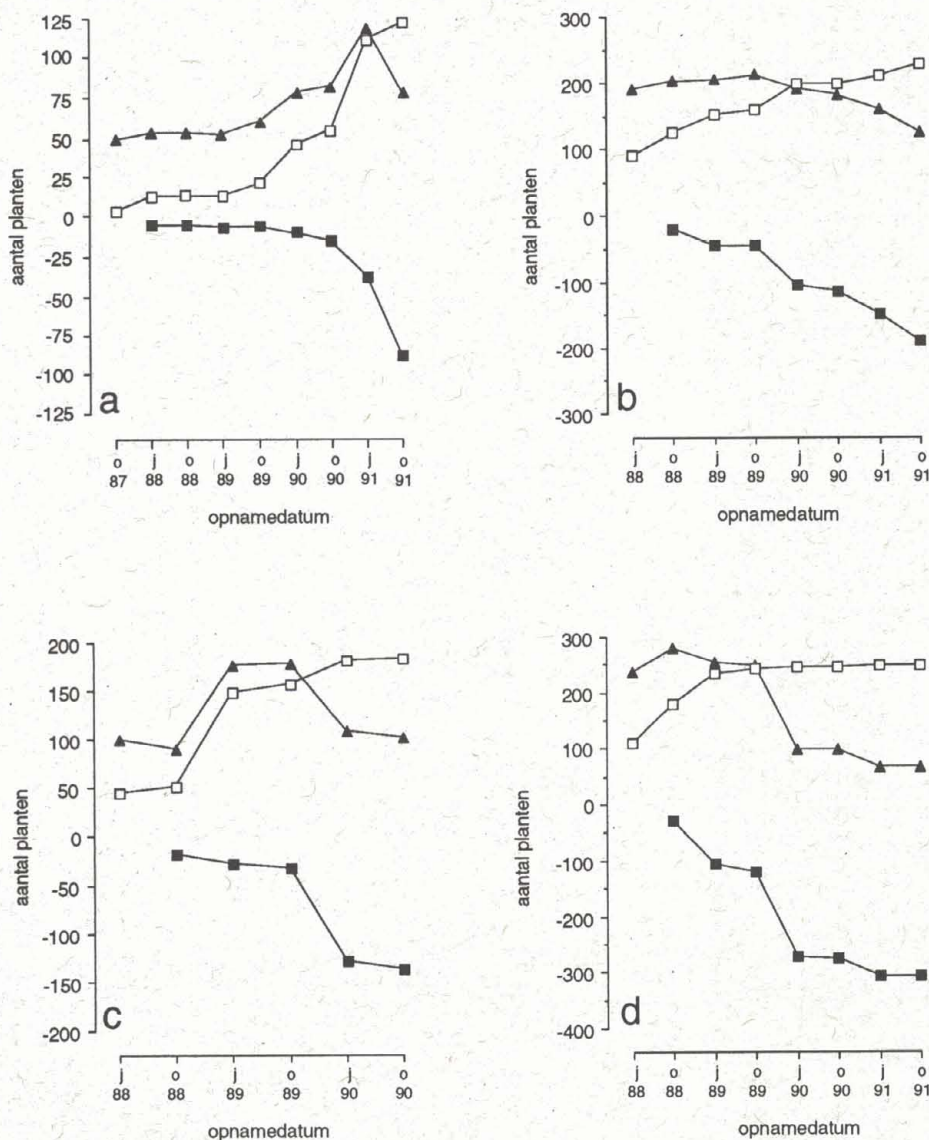 125
100
75
50
25
0
-25
-50
-75
-100
-125
aantal planten
a
o j o j o j o j o
87 88 88 89 89 90 90 91 91
opnamedatum
300
200
100
0
-100
-200
-300
aantal planten
b
j o j o j o j o
88 88 89 89 90 90 91 91
opnamedatum
200
150
100
50
0
-50
-100
-150
-200
aantal planten
c
j o j o j o
88 88 89 89 90 90
opnamedatum
300
200
100
0
-100
-200
-300
-400
aantal planten
d
j o j o j o j o
88 88 89 89 90 90 91 91
opnamedatum